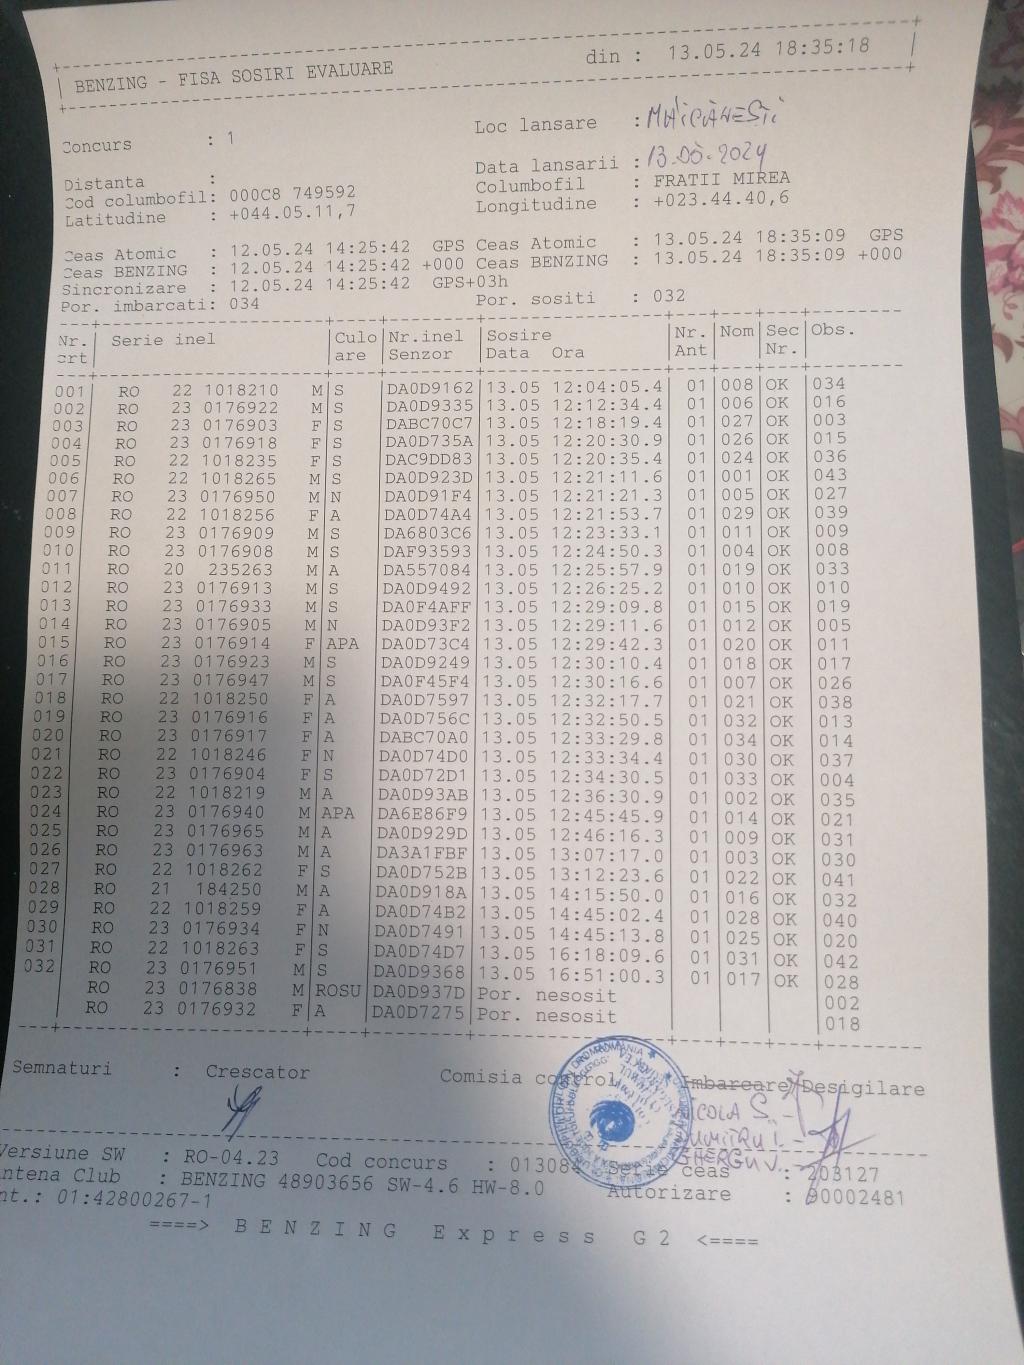 BENZING - FISA SOSIRI EVALUARE din : 13.05.24 18:35:18
Concurs : 1 Loc lansare :
Distanta : Data lansarii : 13.05.2024
Cod columbofil: 000C8 749592 Columbofil : FRATII MIREA
Latitudine : +044.05.11,7 Longitudine : +023.44.40,6
Ceas Atomic : 12.05.24 14:25:42 GPS Ceas Atomic : 13.05.24 18:35:09 GPS
Ceas BENZING : 12.05.24 14:25:42 +000 Ceas BENZING : 13.05.24 18:35:09 +000
Sincronizare : 12.05.24 14:25:42 GPS+03h
Por. imbarcati: 034 Por. sositi : 032
Nr. Serie inel Culo Nr.inel Sosire Nr. Nom Sec Obs.
crt are Senzor Data Ora Ant Nr.
001 RO 22 1018210 M S DA0D9162 13.05 12:04:05.4 01 008 OK 034
002 RO 23 0176922 M S DA0D9335 13.05 12:12:34.4 01 006 OK 016
003 RO 23 0176903 F S DABC70C7 13.05 12:18:19.4 01 027 OK 003
004 RO 23 0176918 F S DA0D735A 13.05 12:20:30.9 01 026 OK 015
005 RO 22 1018235 F S DAC9DD83 13.05 12:20:35.4 01 024 OK 036
006 RO 22 1018265 M S DA0D923D 13.05 12:21:11.6 01 001 OK 043
007 RO 23 0176950 M N DA0D91F4 13.05 12:21:21.3 01 005 OK 027
008 RO 22 1018256 F A DA0D74A4 13.05 12:21:53.7 01 029 OK 039
009 RO 23 0176909 M S DA6803C6 13.05 12:23:33.1 01 011 OK 009
010 RO 23 0176908 M S DAF93593 13.05 12:24:50.3 01 004 OK 008
011 RO 20 235263 M A DA557084 13.05 12:25:57.9 01 019 OK 033
012 RO 23 0176913 M S DA0D9492 13.05 12:26:25.2 01 010 OK 010
013 RO 23 0176933 M S DA0F4AFF 13.05 12:29:09.8 01 015 OK 019
014 RO 23 0176905 M N DA0D93F2 13.05 12:29:11.6 01 012 OK 005
015 RO 23 0176914 F APA DA0D73C4 13.05 12:29:42.3 01 020 OK 011
016 RO 23 0176923 M S DA0D9249 13.05 12:30:10.4 01 018 OK 017
017 RO 23 0176947 M S DA0F45F4 13.05 12:30:16.6 01 007 OK 026
018 RO 22 1018250 F A DA0D7597 13.05 12:32:17.7 01 021 OK 038
019 RO 23 0176916 F A DA0D756C 13.05 12:32:50.5 01 032 OK 013
020 RO 23 0176917 F A DABC70A0 13.05 12:33:29.8 01 034 OK 014
021 RO 22 1018246 F N DA0D74D0 13.05 12:33:34.4 01 030 OK 037
022 RO 23 0176904 F S DA0D72D1 13.05 12:34:30.5 01 033 OK 004
023 RO 22 1018219 M A DA0D93AB 13.05 12:36:30.9 01 002 OK 035
024 RO 23 0176940 M APA DA6E86F9 13.05 12:45:45.9 01 014 OK 021
025 RO 23 0176965 M A DA0D929D 13.05 12:46:16.3 01 009 OK 031
026 RO 23 0176963 M A DA3A1FBF 13.05 13:07:17.0 01 003 OK 030
027 RO 22 1018262 F S DA0D752B 13.05 13:12:23.6 01 022 OK 041
028 RO 21 184250 M A DA0D918A 13.05 14:15:50.0 01 016 OK 032
029 RO 22 1018259 F A DA0D74B2 13.05 14:45:02.4 01 028 OK 040
030 RO 23 0176934 F N DA0D7491 13.05 14:45:13.8 01 025 OK 020
031 RO 22 1018263 F S DA0D74D7 13.05 16:18:09.6 01 031 OK 042
032 RO 23 0176951 M S DA0D9368 13.05 16:51:00.3 01 017 OK 028
RO 23 0176838 M ROSU DA0D937D Por. nesosit 002
RO 23 0176932 F A DA0D7275 Por. nesosit 018
Semnaturi : Crescator Comisia control Imbarcare/Desigilare
NICOLA S.
DUMITRU I.
GHERGU V.
Versiune SW : RO-04.23 Cod concurs : 013084 Serie ceas : 203127
Antena Club : BENZING 48903656 SW-4.6 HW-8.0 Autorizare : 00002481
nt.: 01:42800267-1
====> BENZING Express G2 <====